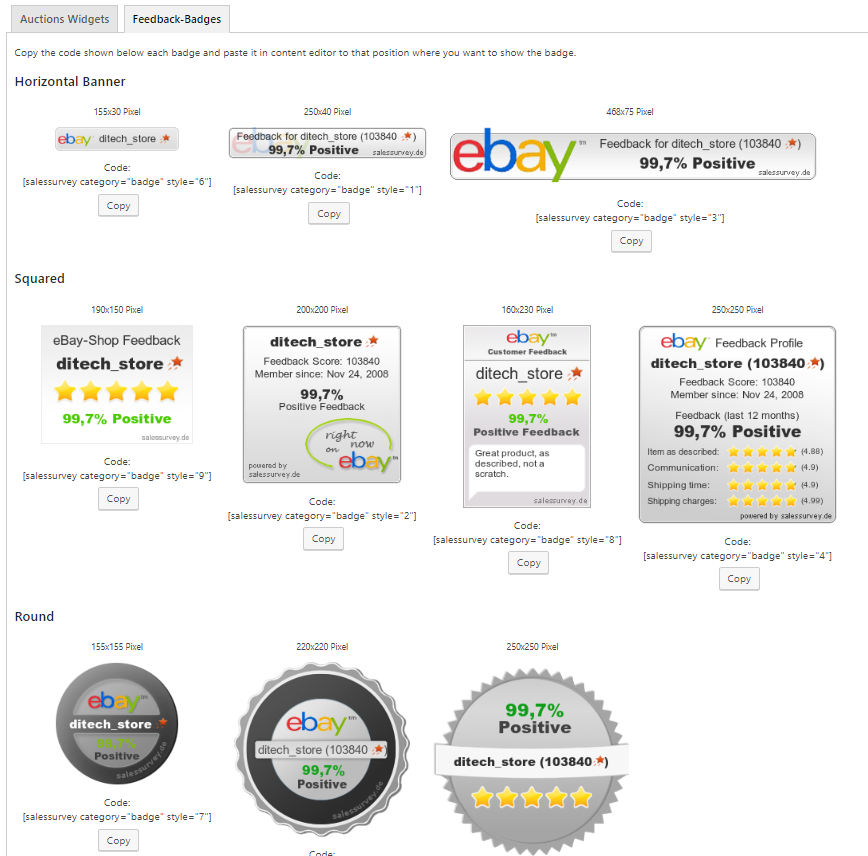 Auctions Widgets
Feedback-Badges
Copy the code shown below each badge and paste it in content editor to that position where you want to show the badge.
Horizontal Banner
155x30 Pixel
ebay™ ditech_store
Code:
[salessurvey category="badge" style="6"]
Copy
250x40 Pixel
ebay
Feedback for ditech_store (103840 )
99,7% Positive
salessurvey.de
Code:
[salessurvey category="badge" style="1"]
Copy
468x75 Pixel
ebay™
Feedback for ditech_store (103840 )
99,7% Positive
salessurvey.de
Code:
[salessurvey category="badge" style="3"]
Copy
Squared
190x150 Pixel
eBay-Shop Feedback
ditech_store
99,7% Positive
salessurvey.de
Code:
[salessurvey category="badge" style="9"]
Copy
200x200 Pixel
ditech_store
Feedback Score: 103840
Member since: Nov 24, 2008
99,7%
Positive Feedback
right
now
on
ebay™
powered by
salessurvey.de
Code:
[salessurvey category="badge" style="2"]
Copy
160x230 Pixel
ebay™
Customer Feedback
ditech_store
99,7%
Positive Feedback
Great product, as
described, not a
scratch.
salessurvey.de
Code:
[salessurvey category="badge" style="8"]
Copy
250x250 Pixel
ebay™ Feedback Profile
ditech_store (103840 )
Feedback Score: 103840
Member since: Nov 24, 2008
Feedback (last 12 months)
99,7% Positive
Item as described: (4.88)
Communication: (4.9)
Shipping time: (4.9)
Shipping charges: (4.99)
powered by salessurvey.de
Code:
[salessurvey category="badge" style="4"]
Copy
Round
155x155 Pixel
ebay™
ditech_store
99,7%
Positive
salessurvey.de
Code:
[salessurvey category="badge" style="7"]
Copy
220x220 Pixel
ebay™
ditech_store (103840 )
99,7%
Positive
salessurvey.de
Code:
250x250 Pixel
99,7%
Positive
ditech_store (103840 )